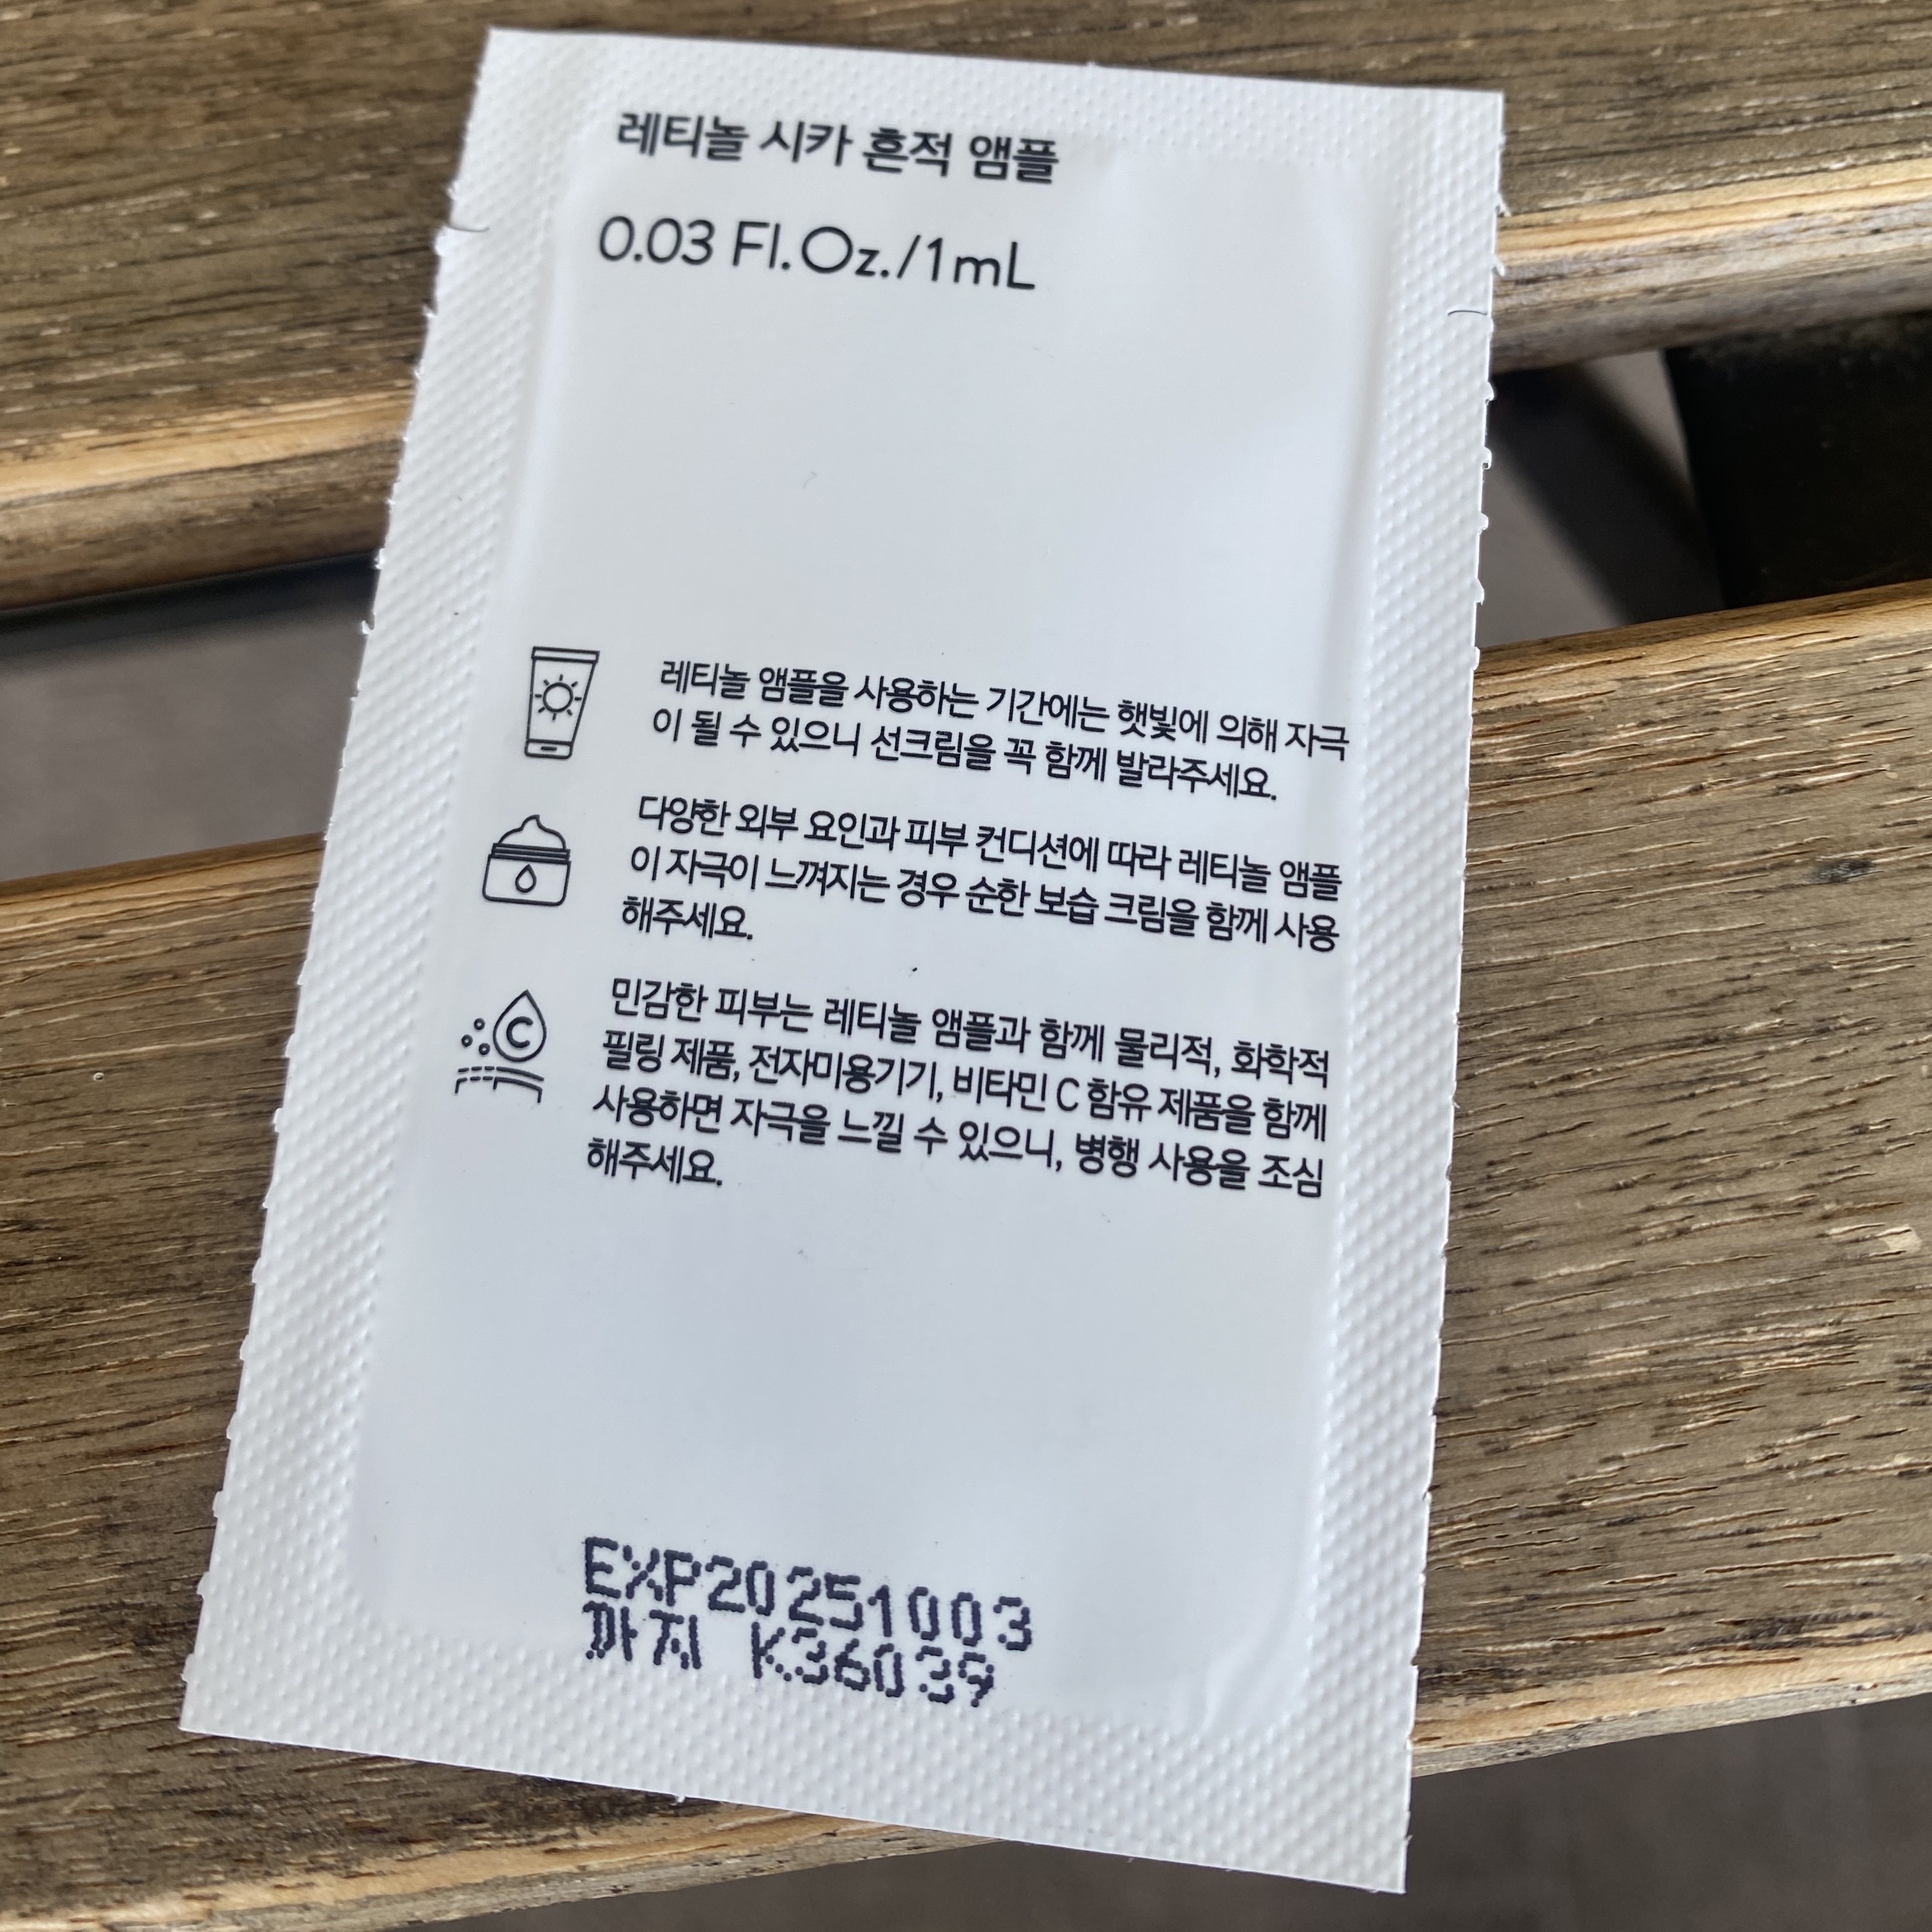 레티놀 시카 흔적 앰플
0.03 Fl.Oz./1mL
레티놀 앰플을 사용하는 기간에는 햇빛에 의해 자극
이 될 수 있으니 선크림을 꼭 함께 발라주세요.
다양한 외부 요인과 피부 컨디션에 따라 레티놀 앰플
이 자극이 느껴지는 경우 순한 보습 크림을 함께 사용
해주세요.
C
민감한 피부는 레티놀 앰플과 함께 물리적, 화학적
필링 제품, 전자미용기기, 비타민 C 함유 제품을 함께
사용하면 자극을 느낄 수 있으니, 병행 사용을 조심
해주세요.
EXP20251003
까지 K36039